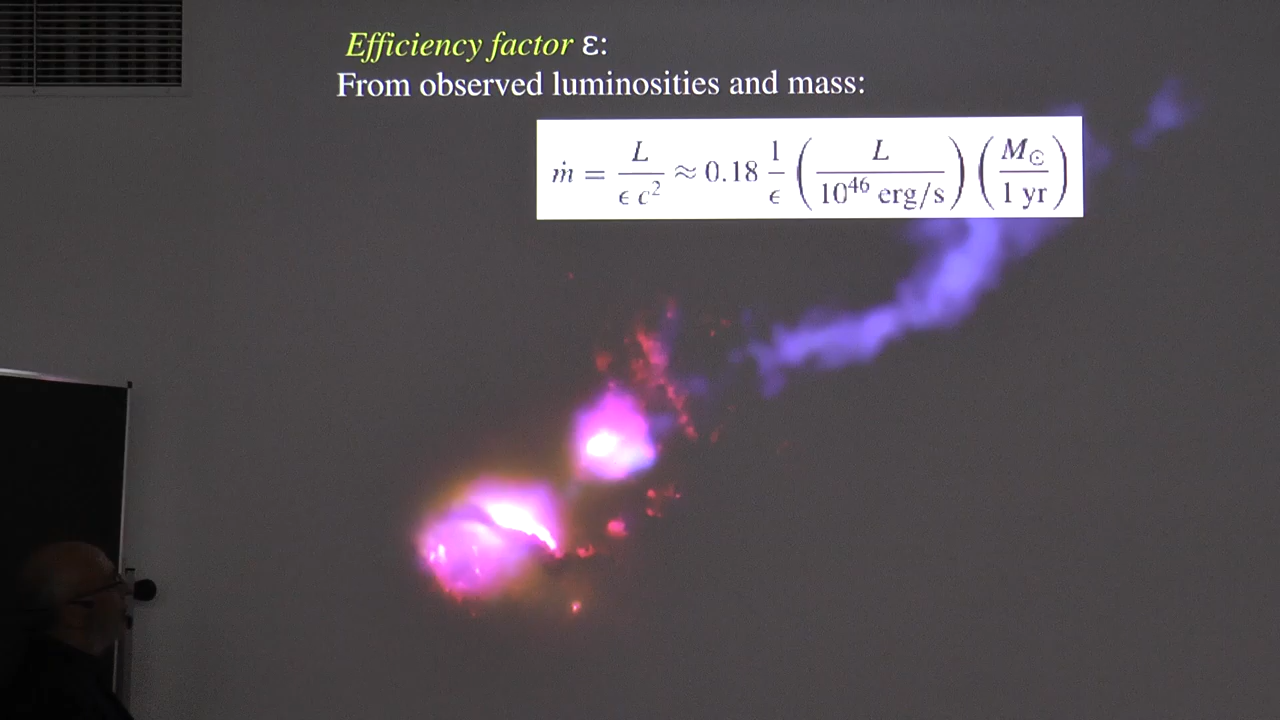 Efficiency factor ε:
From observed luminosities and mass:
ṁ = L / (ϵ c²) ≈ 0.18 1/ϵ (L / 10⁴⁶ erg/s) (M☉ / 1 yr)